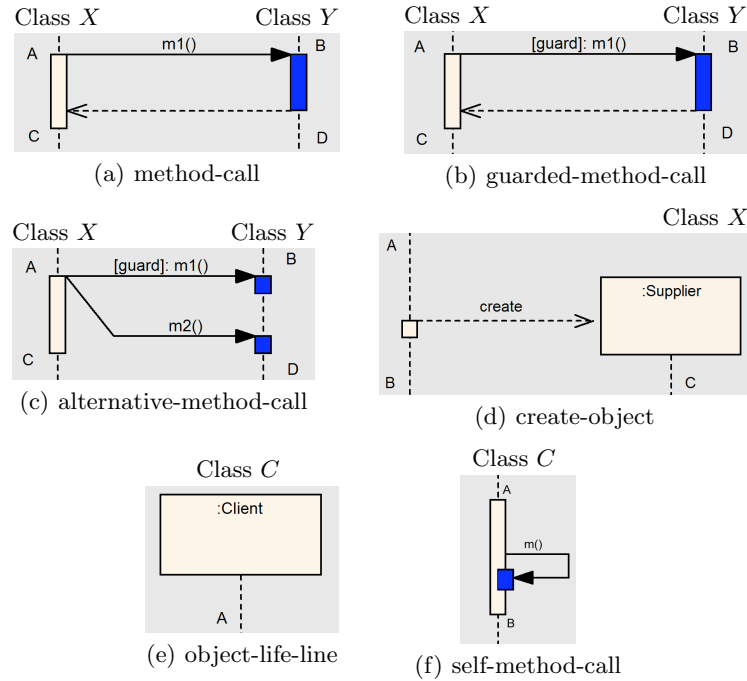 Class X Class Y
A m1() B
C D
(a) method-call
Class X Class Y
A [guard]: m1() B
C D
(b) guarded-method-call
Class X Class Y
A [guard]: m1() B
m2()
C D
(c) alternative-method-call
Class X
A
:Supplier
create
B C
(d) create-object
Class C
:Client
A
(e) object-life-line
Class C
A
m()
B
(f) self-method-call